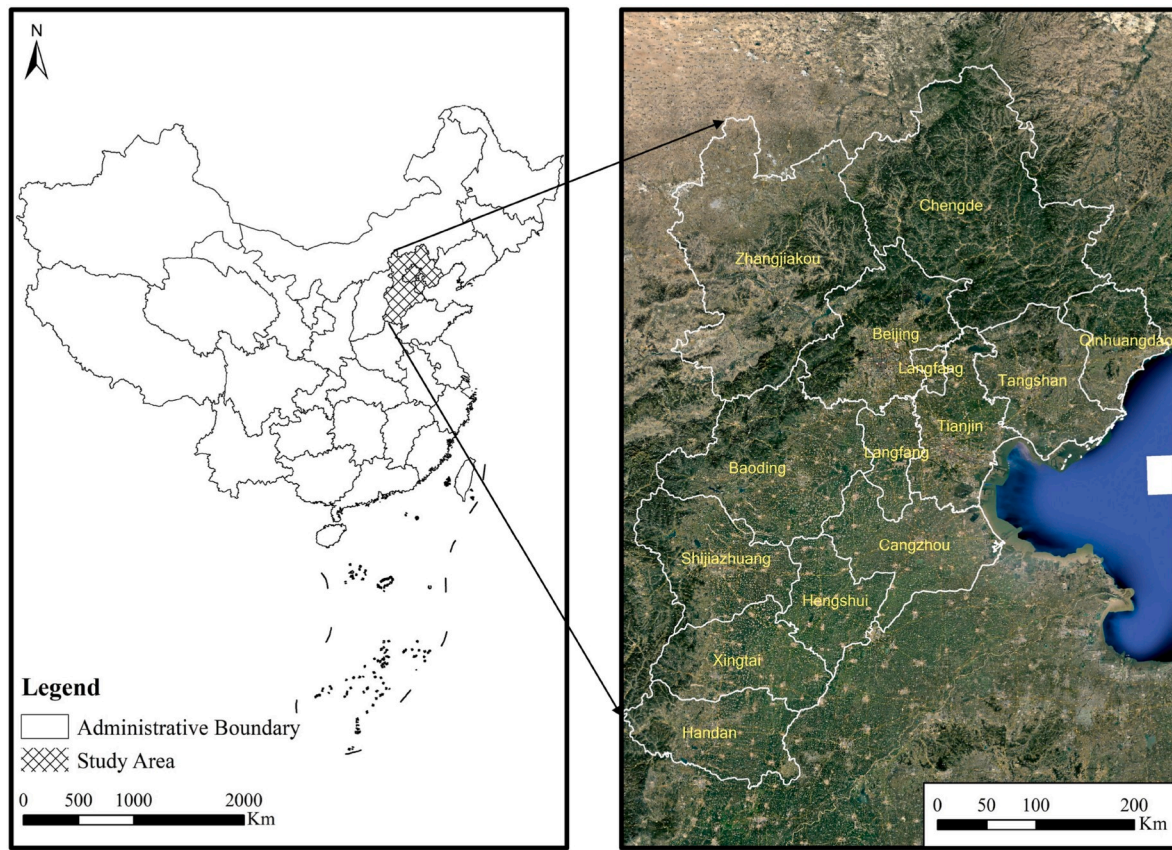 N
Legend
Administrative Boundary
Study Area
0 500 1000 2000
Km
Chengde
Zhangjiakou
Beijing
Qinhuangdao
Langfang
Tangshan
Tianjin
Langfang
Baoding
Cangzhou
Shijiazhuang
Hengshui
Xingtai
Handan
0 50 100 200
Km